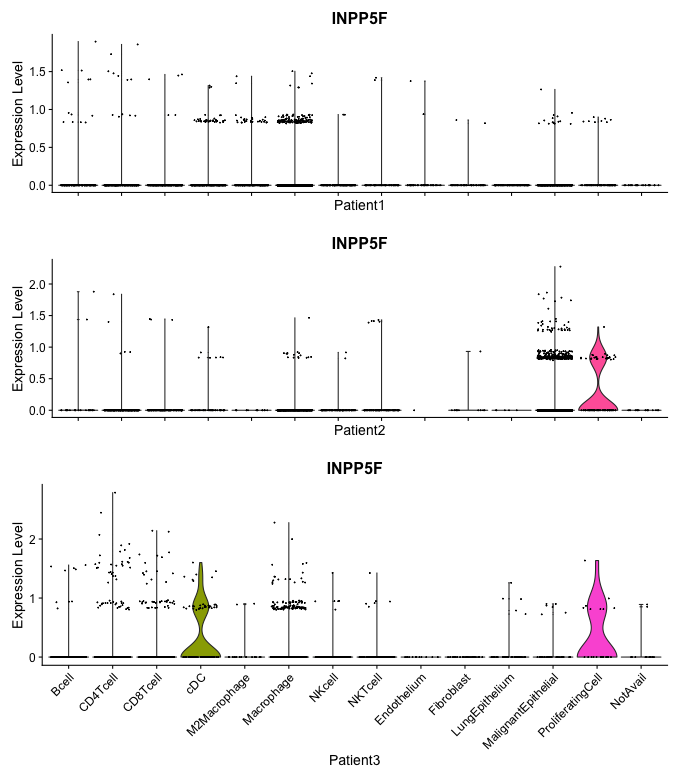 INPP5F
Expression Level
1.5
1.0
0.5
0.0
Patient1
INPP5F
Expression Level
2.0
1.5
1.0
0.5
0.0
Patient2
INPP5F
Expression Level
2
1
0
Bcell
CD4Tcell
CD8Tcell
cDC
M2Macrophage
Macrophage
NKcell
NKTcell
Endothelium
Fibroblast
LungEpithelium
MalignantEpithelial
ProliferatingCell
NotAvail
Patient3